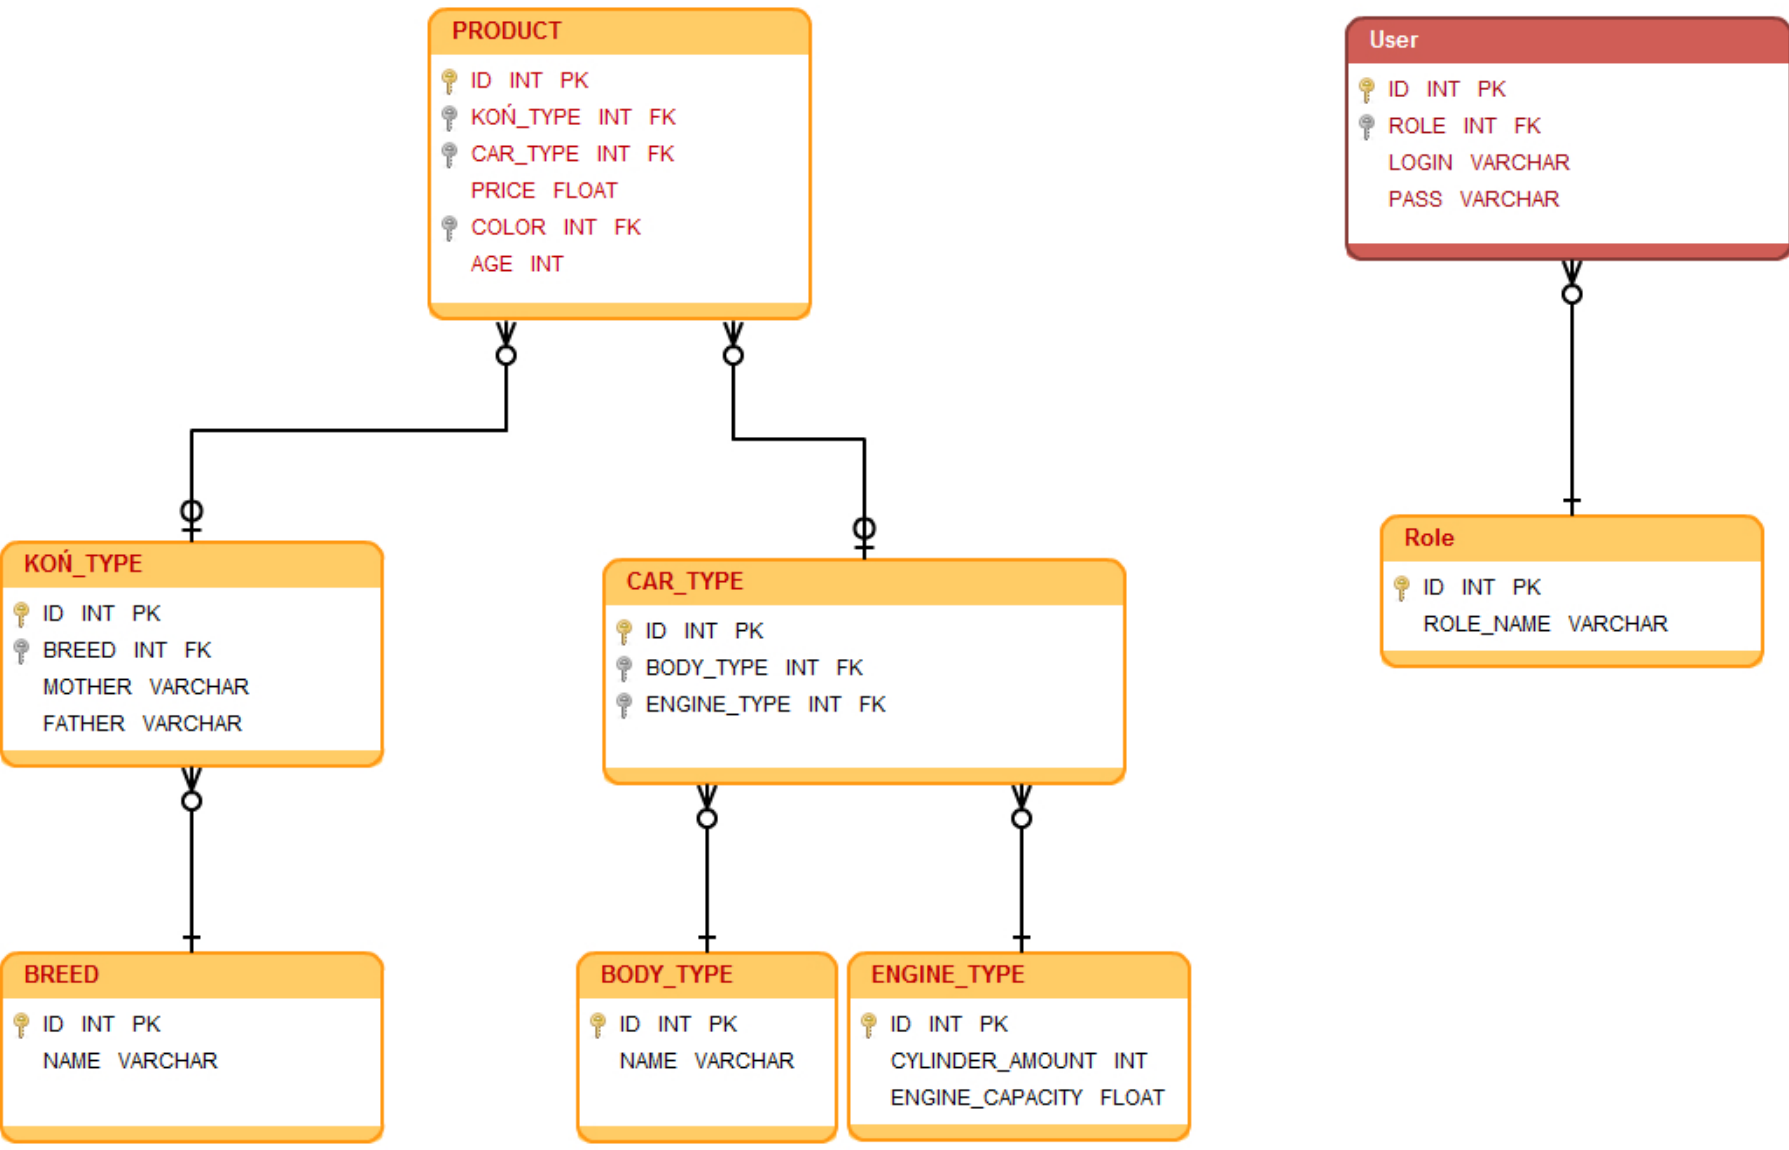 PRODUCT
ID INT PK
KOŃ_TYPE INT FK
CAR_TYPE INT FK
PRICE FLOAT
COLOR INT FK
AGE INT
User
ID INT PK
ROLE INT FK
LOGIN VARCHAR
PASS VARCHAR
KOŃ_TYPE
ID INT PK
BREED INT FK
MOTHER VARCHAR
FATHER VARCHAR
CAR_TYPE
ID INT PK
BODY_TYPE INT FK
ENGINE_TYPE INT FK
Role
ID INT PK
ROLE_NAME VARCHAR
BREED
ID INT PK
NAME VARCHAR
BODY_TYPE
ID INT PK
NAME VARCHAR
ENGINE_TYPE
ID INT PK
CYLINDER_AMOUNT INT
ENGINE_CAPACITY FLOAT